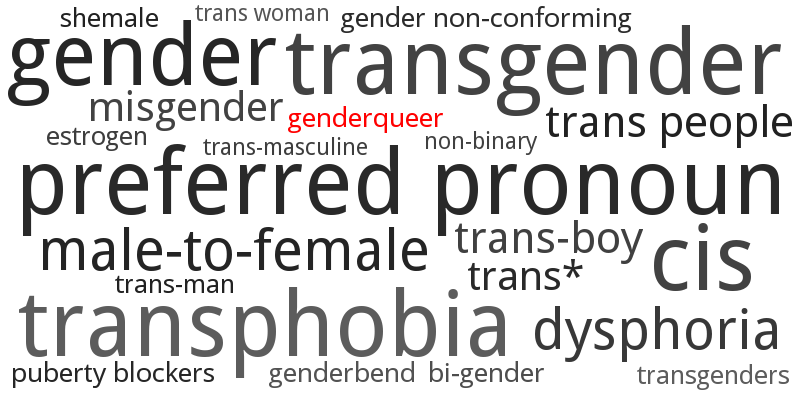 shemale
trans woman
gender non-conforming
gender
transgender
misgender
genderqueer
trans people
estrogen
trans-masculine
non-binary
preferred pronoun
male-to-female
trans-boy
cis
trans-man
trans*
transphobia
dysphoria
puberty blockers
genderbend
bi-gender
transgenders